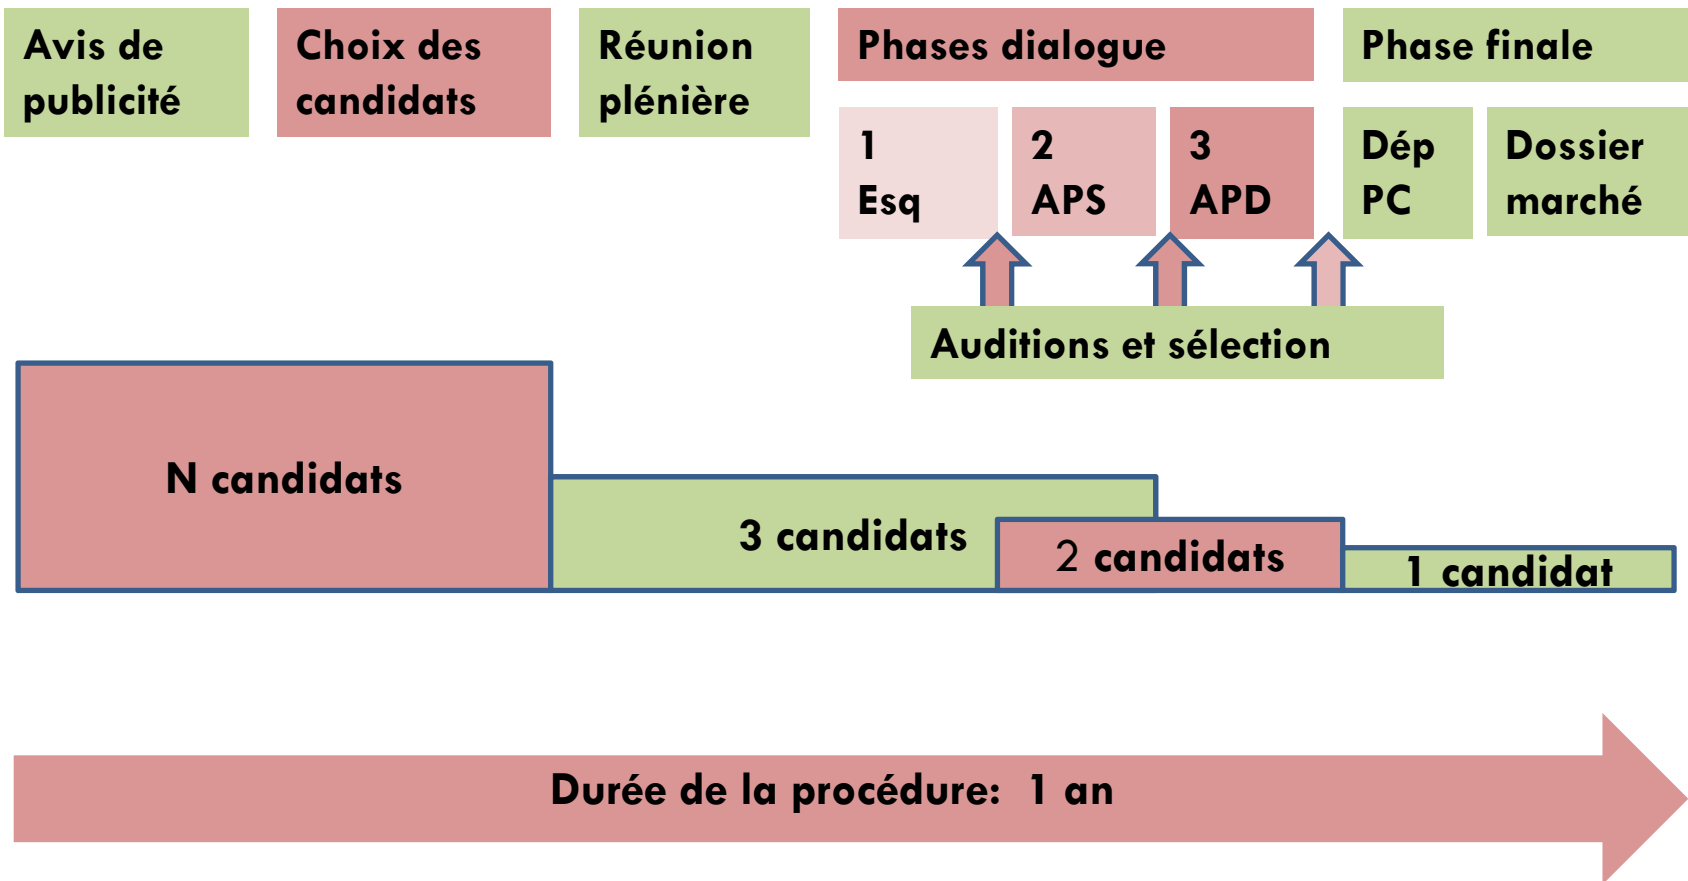 Avis de
publicité
Choix des
candidats
Réunion
plénière
Phases dialogue
Phase finale
1
Esq
2
APS
3
APD
Dép
PC
Dossier
marché
Auditions et sélection
N candidats
3 candidats
2 candidats
1 candidat
Durée de la procédure: 1 an